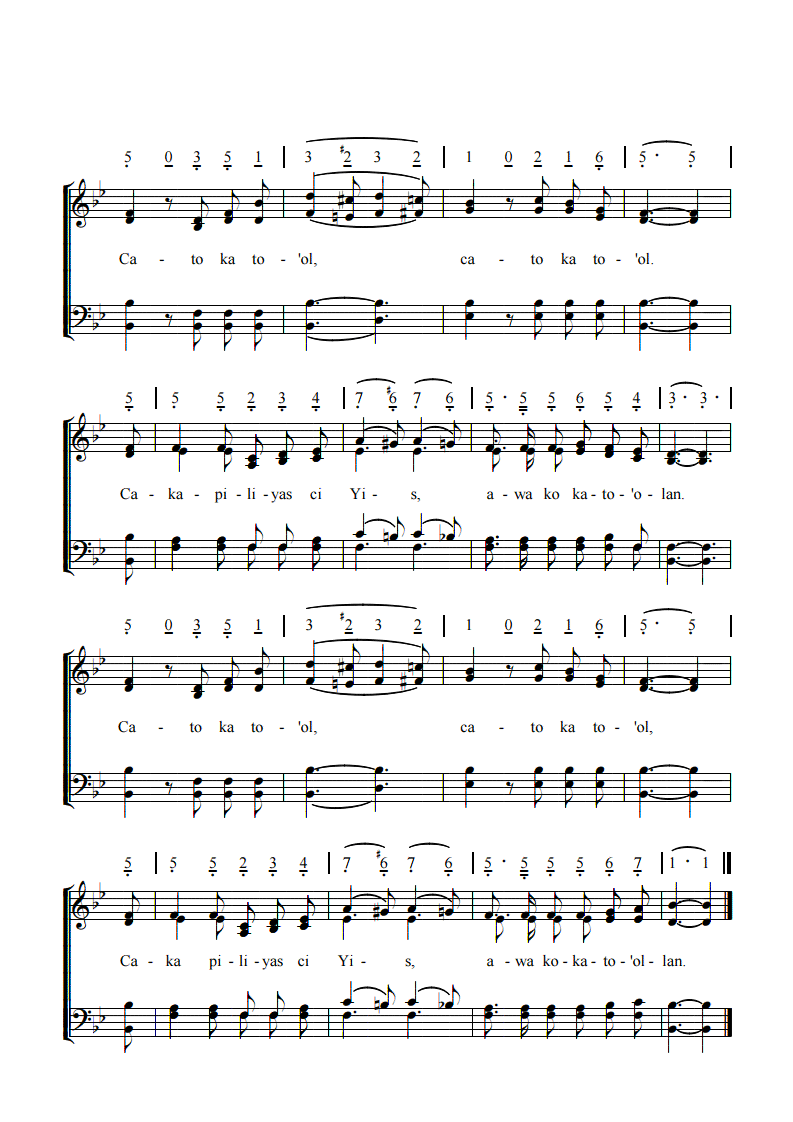 5 0 3 5 1 | 3 #2 3 2 | 1 0 2 1 6 | 5 · 5 |
Ca - to ka to - 'ol, ca - to ka to - 'ol.
5 | 5 5 2 3 4 | 7 #6 7 6 | 5 · 5 5 6 5 4 | 3 · 3 · |
Ca - ka - pi - li - yas ci Yi - s, a - wa ko ka - to - 'o - lan.
5 0 3 5 1 | 3 #2 3 2 | 1 0 2 1 6 | 5 · 5 |
Ca - to ka to - 'ol, ca - to ka to - 'ol,
5 | 5 5 2 3 4 | 7 #6 7 6 | 5 · 5 5 5 6 7 | 1 · 1 ||
Ca - ka pi - li - yas ci Yi - s, a - wa ko - ka - to - 'ol - lan.